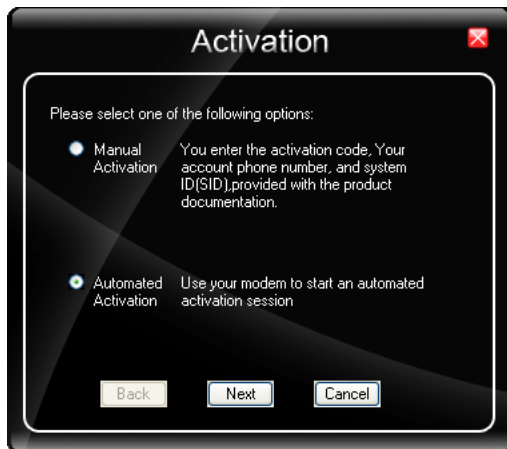 Activation
Please select one of the following options:
Manual
Activation
You enter the activation code, Your
account phone number, and system
ID(SID),provided with the product
documentation.
Automated
Activation
Use your modem to start an automated
activation session
Back
Next
Cancel